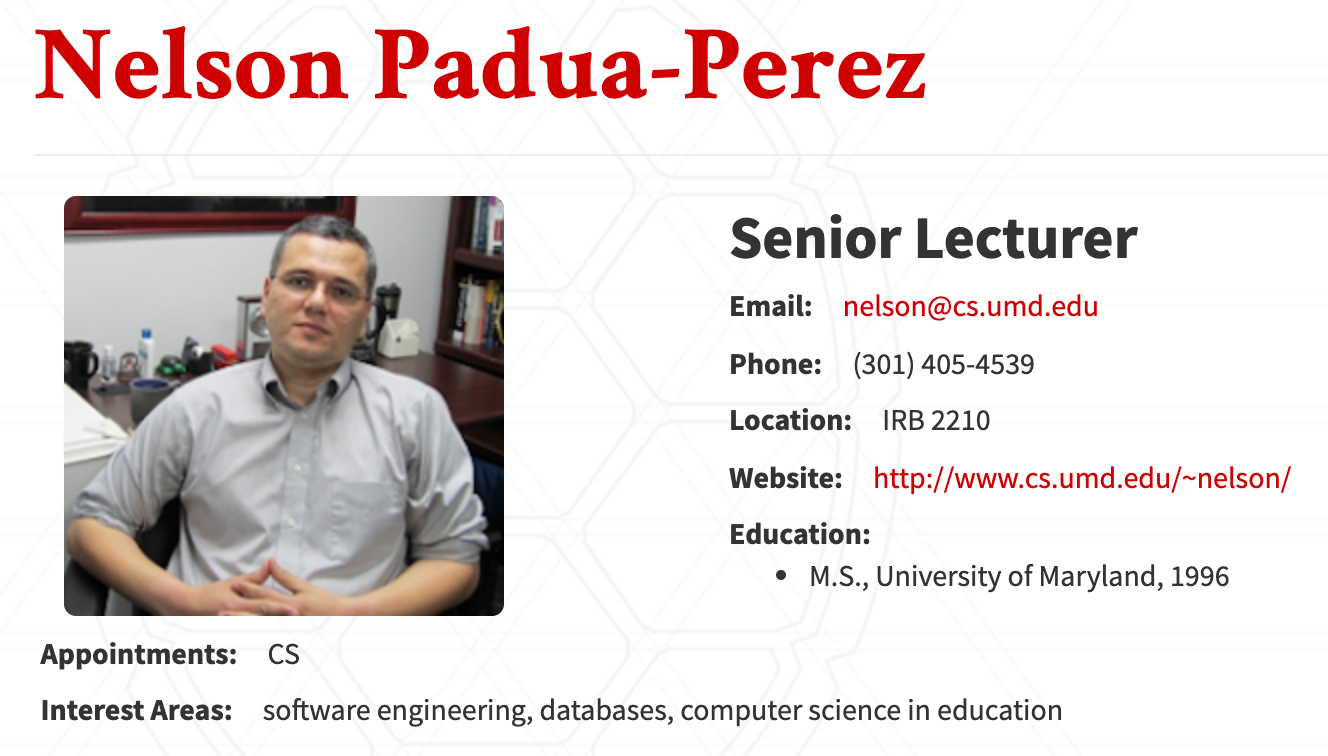 Nelson Padua-Perez
Senior Lecturer
Email: nelson@cs.umd.edu
Phone: (301) 405-4539
Location: IRB 2210
Website: http://www.cs.umd.edu/~nelson/
Education:
• M.S., University of Maryland, 1996
Appointments: CS
Interest Areas: software engineering, databases, computer science in education